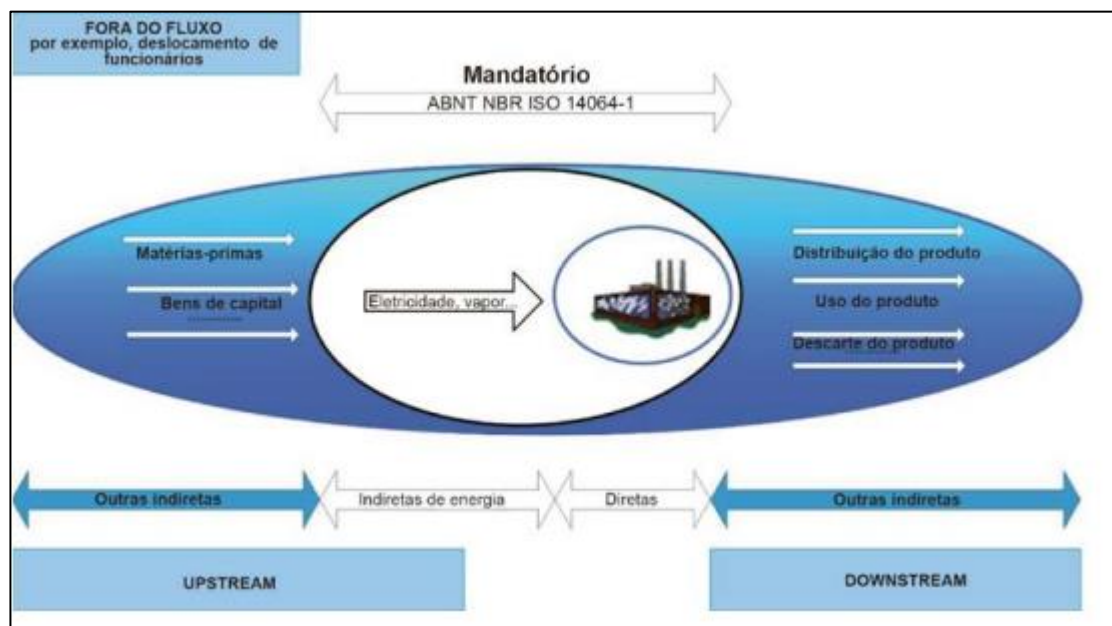 FORA DO FLUXO
por exemplo, deslocamento de
funcionários
Mandatório
ABNT NBR ISO 14064-1
Matérias-primas
Bens de capital
Eletricidade, vapor...
Distribuição do produto
Uso do produto
Descarte do produto
Outras indiretas
Indiretas de energia
Diretas
Outras indiretas
UPSTREAM
DOWNSTREAM